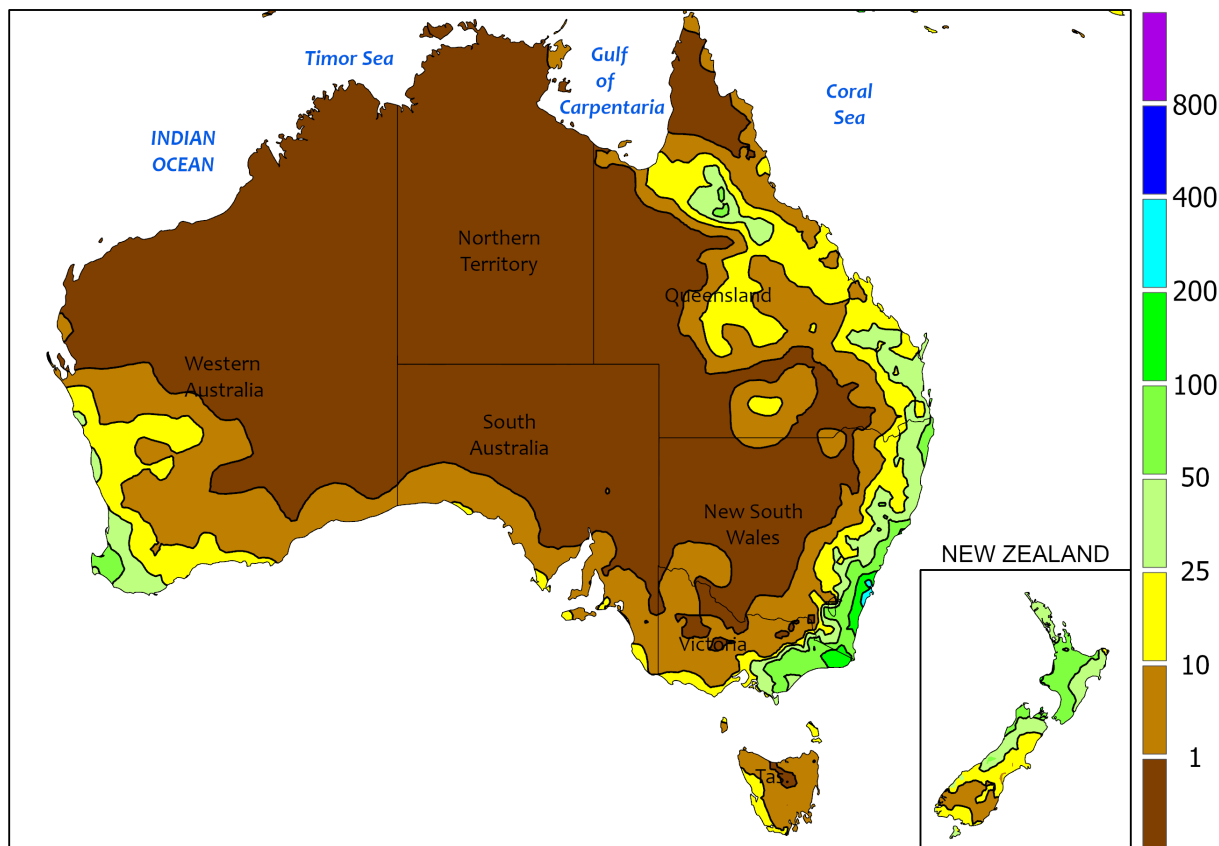 Timor Sea
Gulf
of
Carpentaria
Coral
Sea
INDIAN
OCEAN
Northern
Territory
Queensland
Western
Australia
South
Australia
New South
Wales
Victoria
Tas.
NEW ZEALAND
800
400
200
100
50
25
10
1